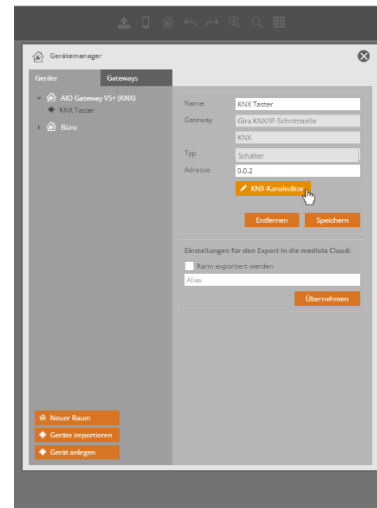 Gerätemanager
Geräte
Gateways
AIO Gateway V5+ (KNX)
KNX Taster
Büro
Name
KNX Taster
Gateway
Gira KNX/IP-Schnittstelle
KNX
Typ
Schalter
Adresse
0.0.2
KNX-Kanaleditor
Entfernen
Speichern
Einstellungen für den Export in die mediola Cloud:
Kann exportiert werden
Alias
Übernehmen
Neuer Raum
Geräte importieren
Gerät anlegen